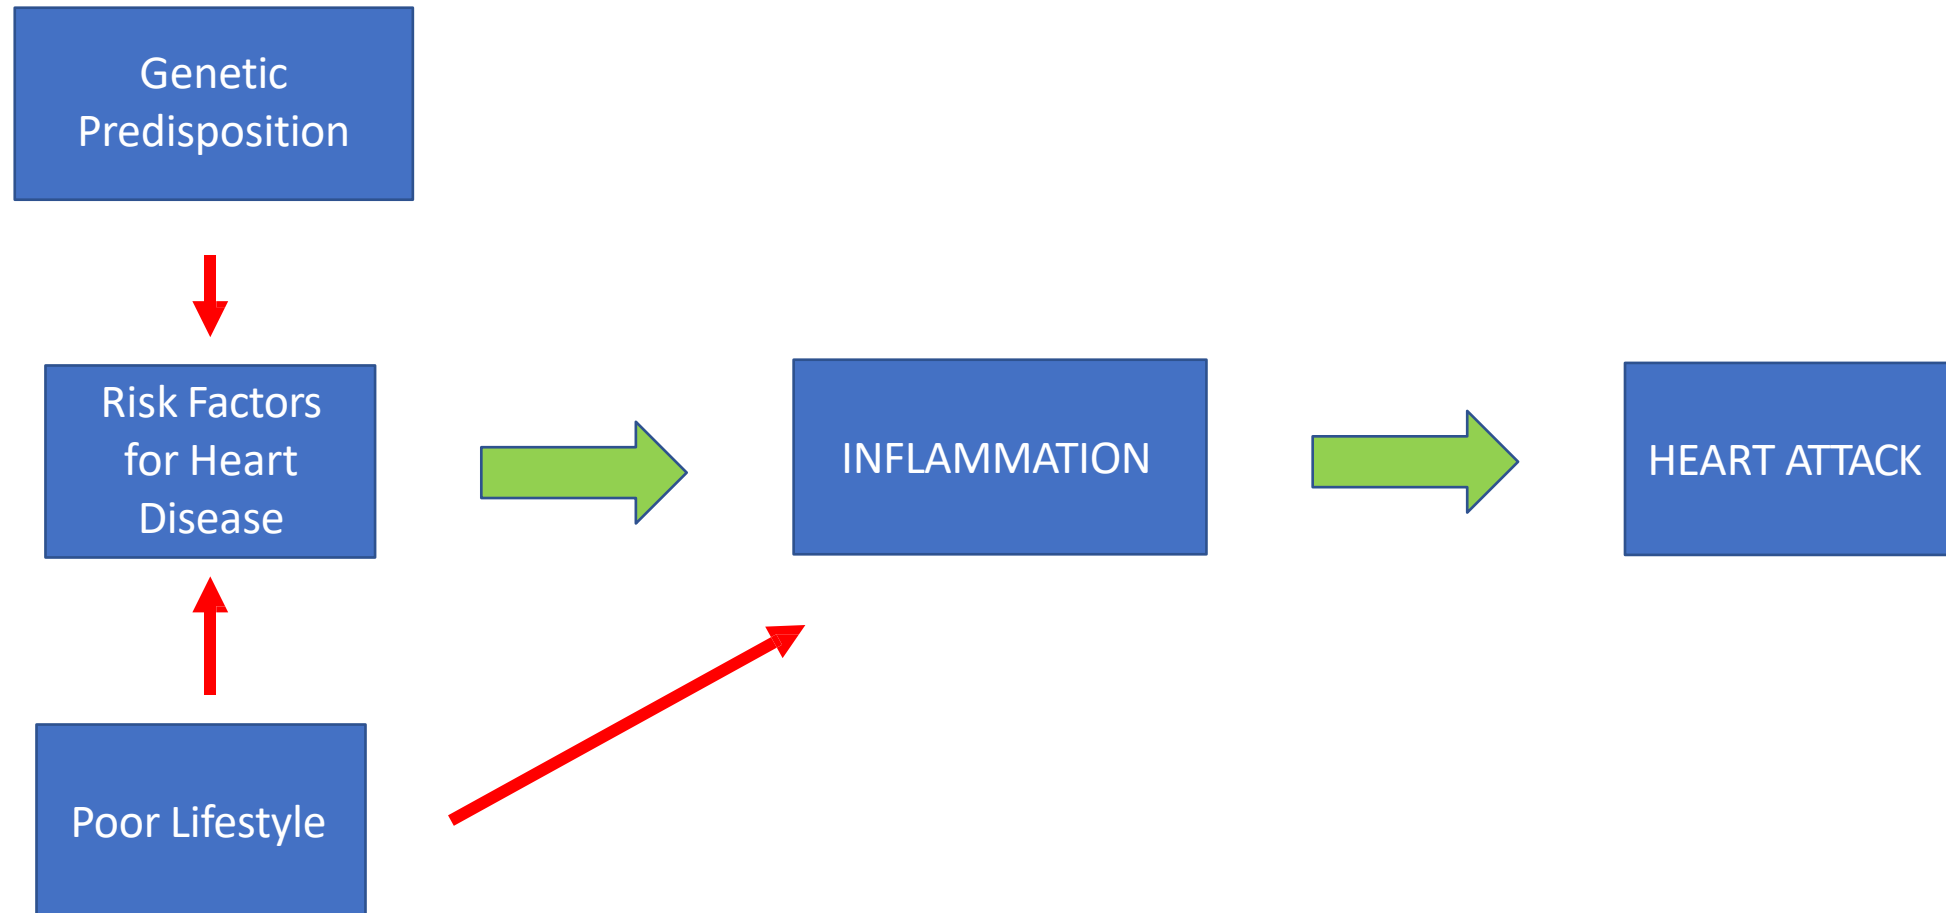 Genetic
Predisposition
Risk Factors
for Heart
Disease
INFLAMMATION
HEART ATTACK
Poor Lifestyle